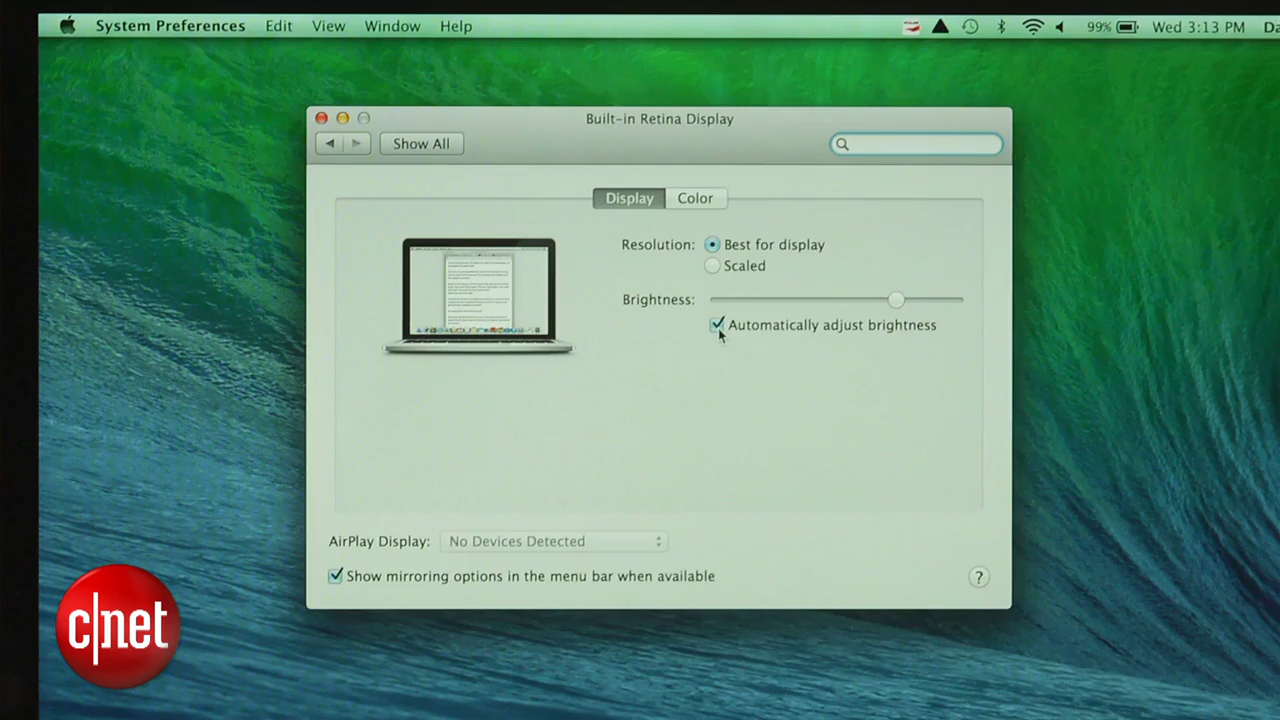 System Preferences Edit View Window Help 99% Wed 3:13 PM Da
Built-in Retina Display
Show All
Display Color
Resolution: Best for display
Scaled
Brightness:
Automatically adjust brightness
AirPlay Display: No Devices Detected
Show mirroring options in the menu bar when available
?
c|net